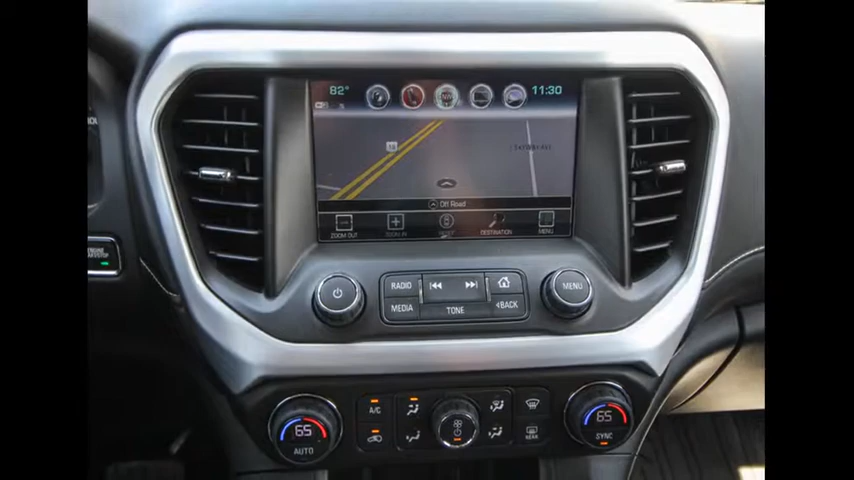 82° 11:30
Off Road
ZOOM OUT ZOOM IN RESET DESTINATION MENU
RADIO MENU
MEDIA TONE BACK
65 A/C 65
AUTO REAR SYNC